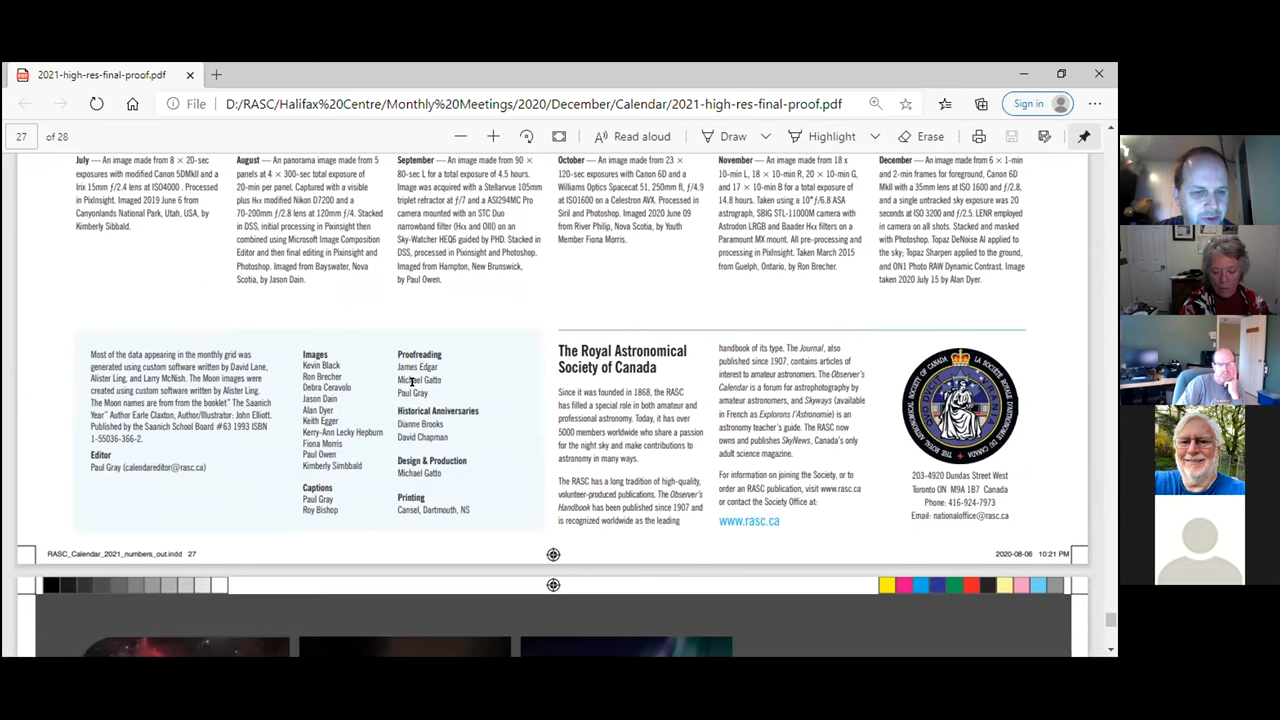 2021-high-res-final-proof.pdf
File
D:/RASC/Halifax%20Centre/Monthly%20Meetings/2020/December/Calendar/2021-high-res-final-proof.pdf
Sign in
27 of 28
Read aloud
Draw
Highlight
Erase
July — An image made from 8 × 20-sec
exposures with modified Canon 5DMkII and a
Irix 15mm f/2.4 lens at ISO4000 . Processed
in PixInsight. Imaged 2019 June 6 from
Canyonlands National Park, Utah, USA, by
Kimberly Sibbald.
August — An panorama image made from 5
panels at 4 × 300-sec total exposure of
20-min per panel. Captured with a visible
plus Hα modified Nikon D7200 and a
70-200mm f/2.8 lens at 120mm f/4. Stacked
in DSS, initial processing in Pixinsight then
combined using Microsoft Image Composition
Editor and then final editing in Pixinsight and
Photoshop. Imaged from Bayswater, Nova
Scotia, by Jason Dain.
September — An image made from 90 ×
80-sec L for a total exposure of 4.5 hours.
Image was acquired with a Stellarvue 105mm
triplet refractor at f/7 and a ASI294MC Pro
camera mounted with an STC Duo
narrowband filter (Hα and OIII) on an
Sky-Watcher HEQ6 guided by PHD. Stacked in
DSS, processed in Pixinsight and Photoshop.
Imaged from Hampton, New Brunswick,
by Paul Owen.
October — An image made from 23 ×
120-sec exposures with Canon 6D and a
Williams Optics Spacecat 51, 250mm fl, f/4.9
at ISO1600 on a Celestron AVX. Processed in
Siril and Photoshop. Imaged 2020 June 09
from River Philip, Nova Scotia, by Youth
Member Fiona Morris.
November — An image made from 18 x
10-min L, 18 × 10-min R, 20 × 10-min G,
and 17 × 10-min B for a total exposure of
14.8 hours. Taken using a 10″ f/6.8 ASA
astrograph, SBIG STL-11000M camera with
Astrodon LRGB and Baader Hα filters on a
Paramount MX mount. All pre-processing and
processing in PixInsight. Taken March 2015
from Guelph, Ontario, by Ron Brecher.
December — An image made from 6 × 1-min
and 2-min frames for foreground, Canon 6D
MkII with a 35mm lens at ISO 1600 and f/2.8,
and a single untracked sky exposure was 20
seconds at ISO 3200 and f/2.5. LENR employed
in camera on all shots. Stacked and masked
with Photoshop. Topaz DeNoise AI applied to
the sky; Topaz Sharpen applied to the ground,
and ON1 Photo RAW Dynamic Contrast. Image
taken 2020 July 15 by Alan Dyer.
Most of the data appearing in the monthly grid was
generated using custom software written by David Lane,
Alister Ling, and Larry McNish. The Moon images were
created using custom software written by Alister Ling.
The Moon names are from from the booklet" The Saanich
Year" Author Earle Claxton, Author/Illustrator: John Elliott.
Published by the Saanich School Board #63 1993 ISBN
1-55036-366-2.
Editor
Paul Gray (calendareditor@rasc.ca)
Images
Kevin Black
Ron Brecher
Debra Ceravolo
Jason Dain
Alan Dyer
Keith Egger
Kerry-Ann Lecky Hepburn
Fiona Morris
Paul Owen
Kimberly Simbbald
Captions
Paul Gray
Roy Bishop
Proofreading
James Edgar
Michael Gatto
Paul Gray
Historical Anniversaries
Dianne Brooks
David Chapman
Design & Production
Michael Gatto
Printing
Cansel, Dartmouth, NS
The Royal Astronomical
Society of Canada
Since it was founded in 1868, the RASC
has filled a special role in both amateur and
professional astronomy. Today, it has over
5000 members worldwide who share a passion
for the night sky and make contributions to
astronomy in many ways.
The RASC has a long tradition of high-quality,
volunteer-produced publications. The Observer's
Handbook has been published since 1907 and
is recognized worldwide as the leading
handbook of its type. The Journal, also
published since 1907, contains articles of
interest to amateur astronomers. The Observer's
Calendar is a forum for astrophotography by
amateur astronomers, and Skyways (available
in French as Explorons l'Astronomie) is an
astronomy teacher's guide. The RASC now
owns and publishes SkyNews, Canada's only
adult science magazine.
For information on joining the Society, or to
order an RASC publication, visit www.rasc.ca
or contact the Society Office at:
www.rasc.ca
THE ROYAL ASTRONOMICAL SOCIETY OF CANADA
LA SOCIÉTÉ ROYALE D'ASTRONOMIE DU CANADA
QUO DUCIT URANIA
203-4920 Dundas Street West
Toronto ON M9A 1B7 Canada
Phone: 416-924-7973
Email: nationaloffice@rasc.ca
RASC_Calendar_2021_numbers_out.indd 27
2020-08-06 10:21 PM